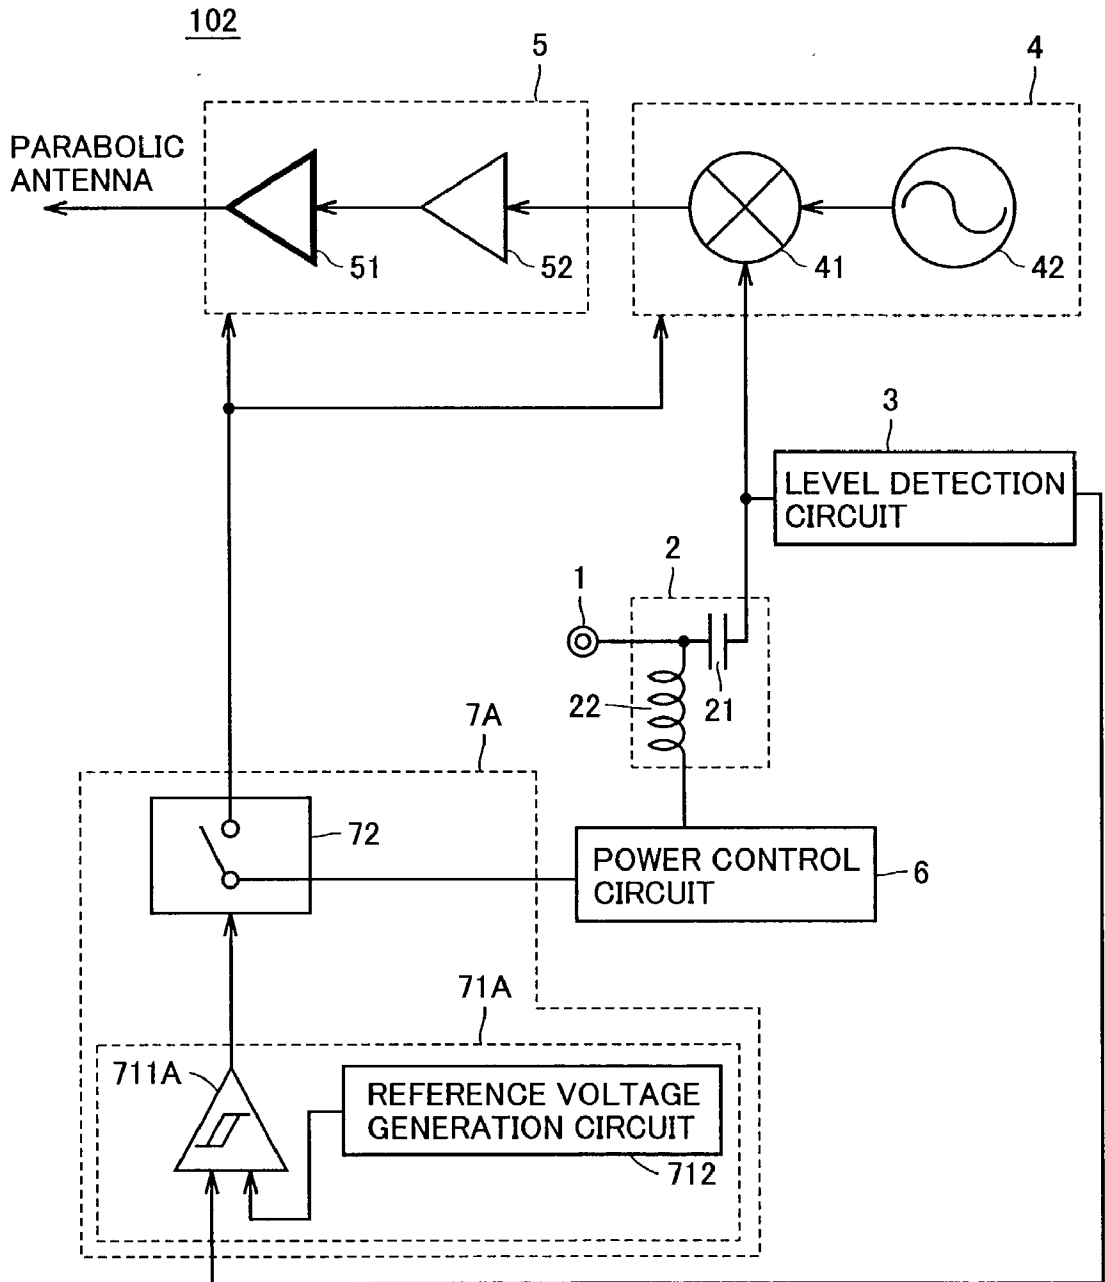 102
5
4
PARABOLIC
ANTENNA
51
52
41
42
3
LEVEL DETECTION
CIRCUIT
2
1
22
21
7A
72
POWER CONTROL
CIRCUIT
6
71A
711A
REFERENCE VOLTAGE
GENERATION CIRCUIT
712